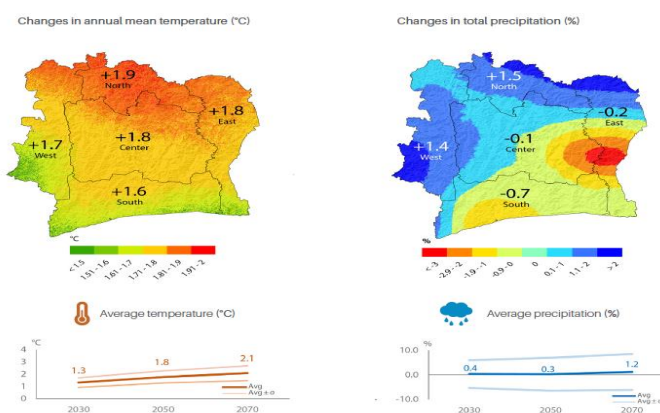 Changes in annual mean temperature (°C)
+1.9
North
+1.8
East
+1.7
West
+1.8
Center
+1.6
South
°C
< 1.5
1.51 - 1.6
1.61 - 1.7
1.71 - 1.8
1.81 - 1.9
1.91 - 2
Changes in total precipitation (%)
+1.5
North
-0.2
East
+1.4
West
-0.1
Center
-0.7
South
%
< -3
-2.9 - -2
-1.9 - -1
-0.9 - 0
0
0.1 - 1
1.1 - 2
> 2
Average temperature (°C)
°C
4
3
2
1
0
1.3
1.8
2.1
Avg
Avg ± σ
2030
2050
2070
Average precipitation (%)
%
10.0
0.0
-10.0
0.4
0.3
1.2
Avg
Avg ± σ
2030
2050
2070